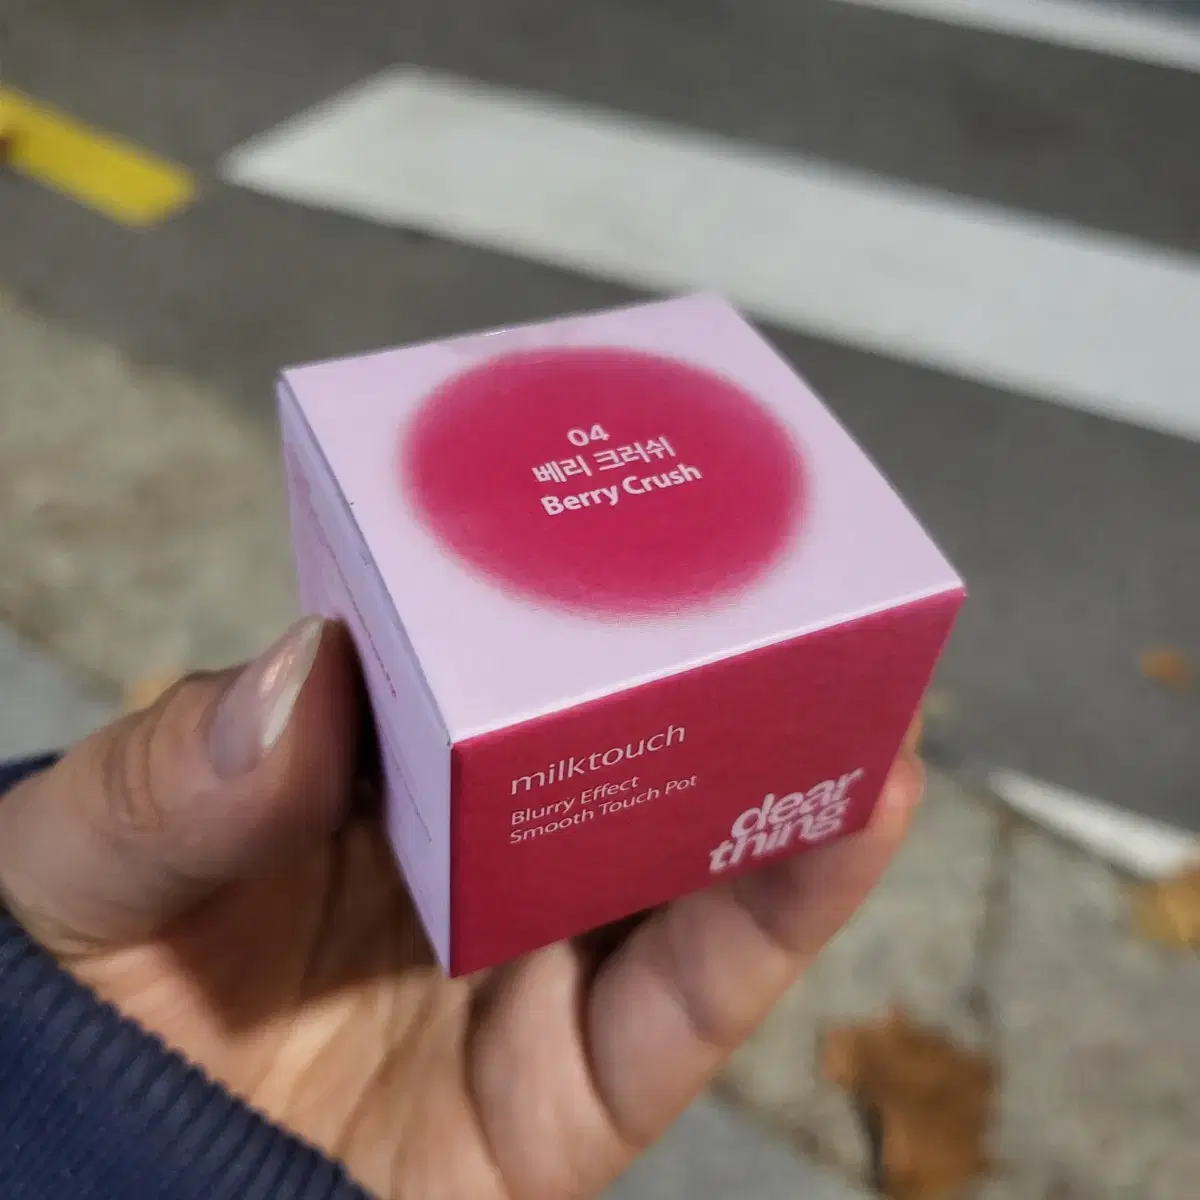 04
베리 크러쉬
Berry Crush
milktouch
Blurry Effect
Smooth Touch Pot
dear
thing